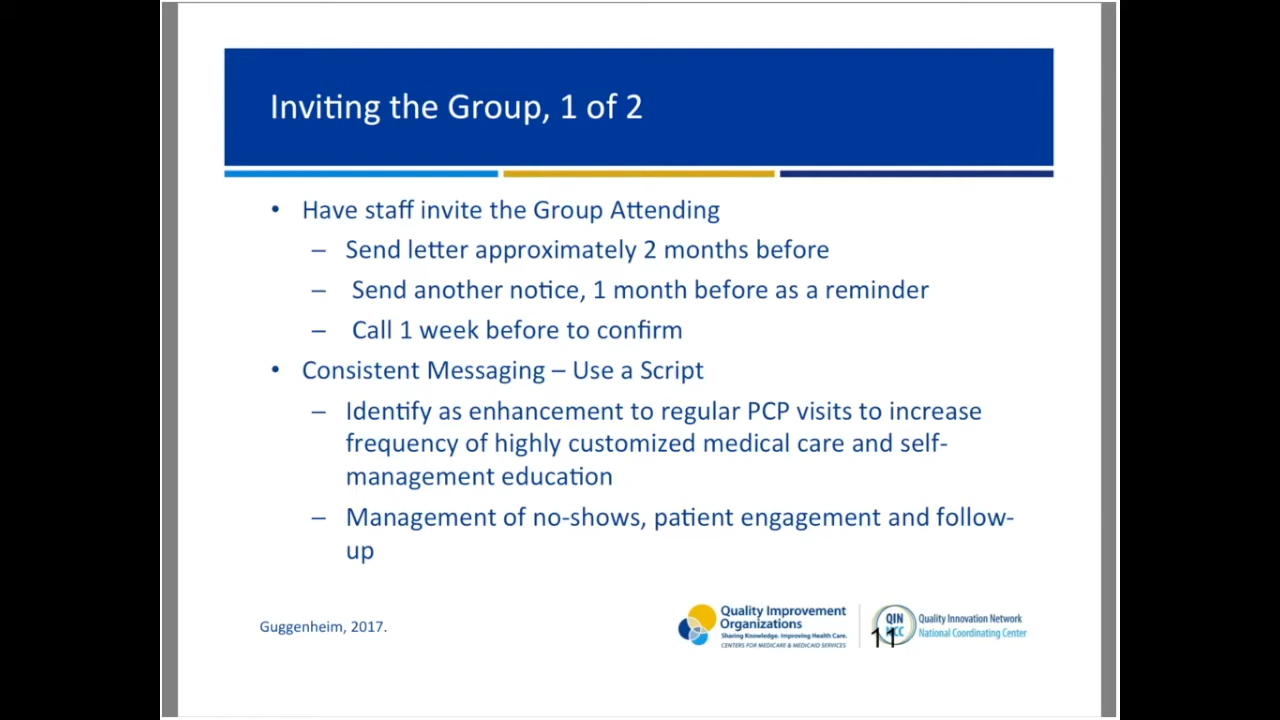 Inviting the Group, 1 of 2
• Have staff invite the Group Attending
– Send letter approximately 2 months before
– Send another notice, 1 month before as a reminder
– Call 1 week before to confirm
• Consistent Messaging – Use a Script
– Identify as enhancement to regular PCP visits to increase
frequency of highly customized medical care and self-
management education
– Management of no-shows, patient engagement and follow-
up
Guggenheim, 2017.
Quality Improvement
Organizations
Sharing Knowledge. Improving Health Care.
CENTERS FOR MEDICARE & MEDICAID SERVICES
QIN
NCC
Quality Innovation Network
National Coordinating Center
11